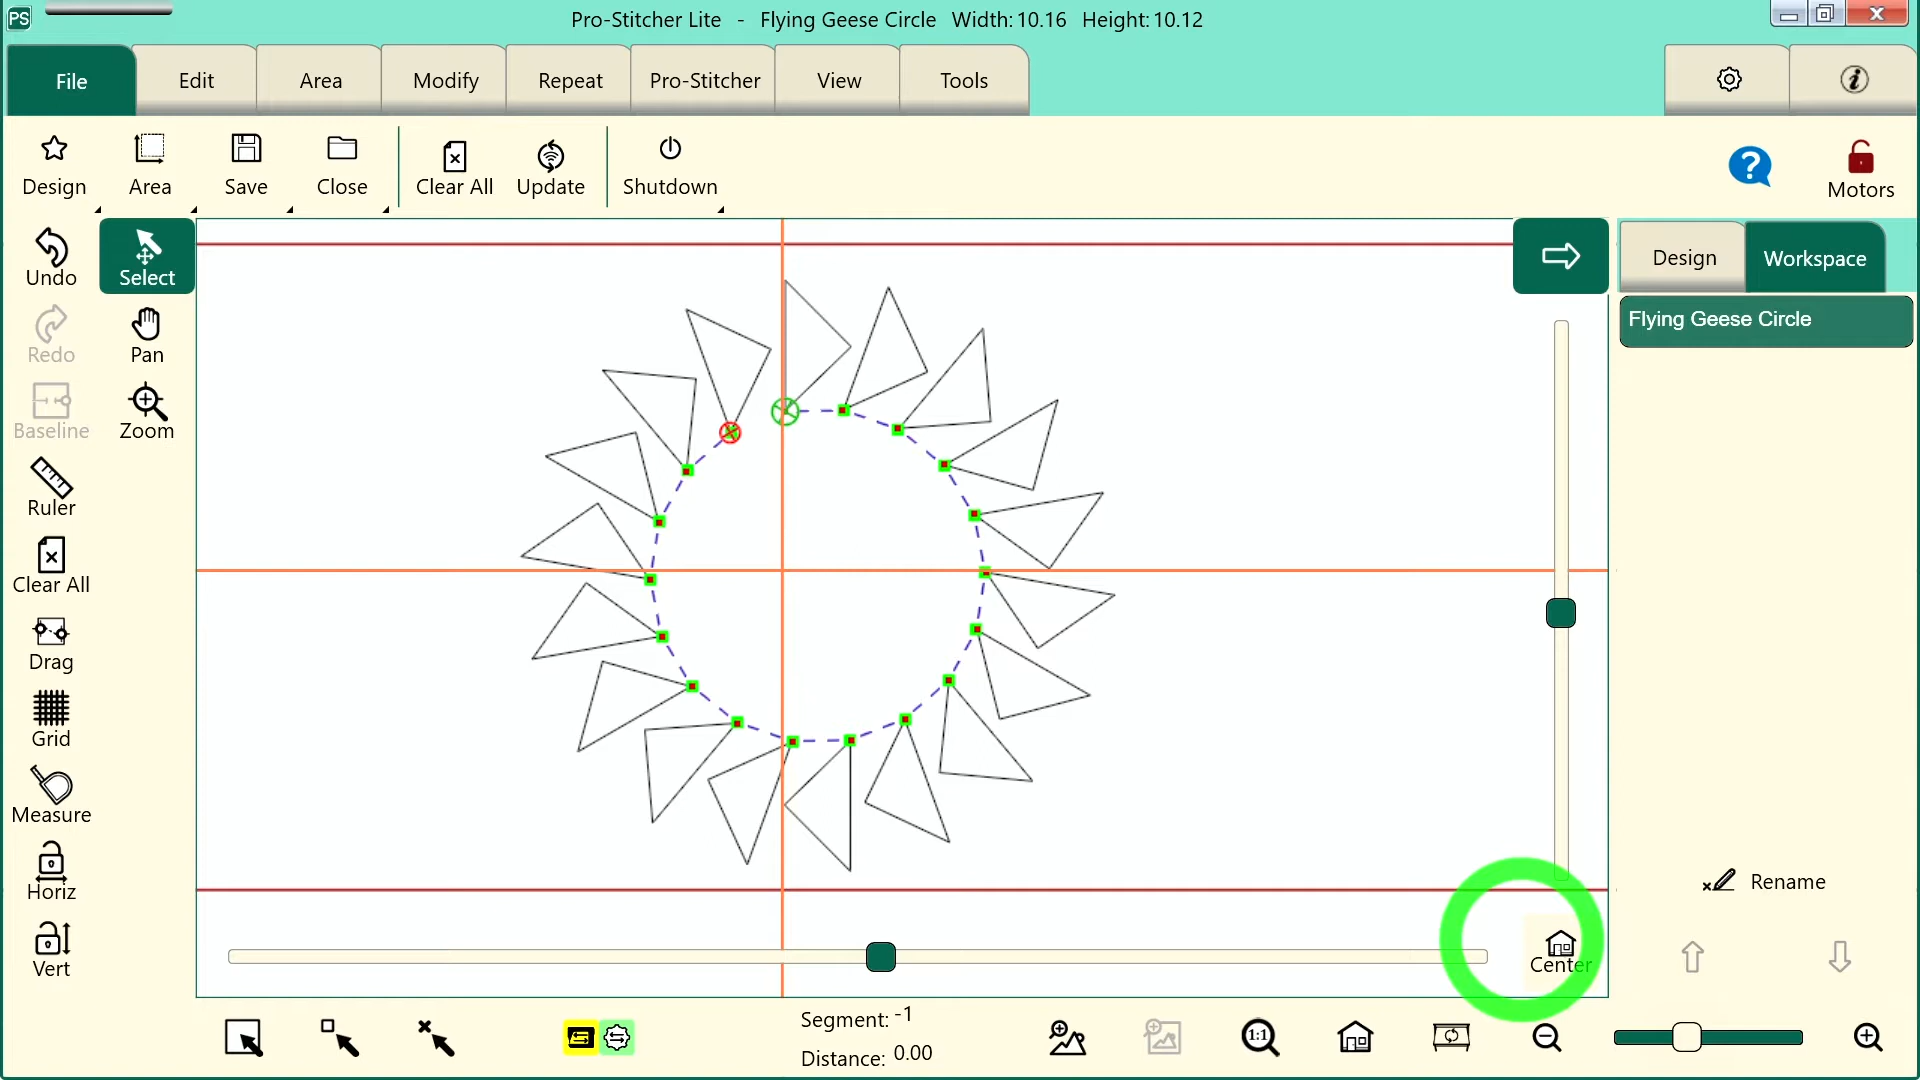 PS
Pro-Stitcher Lite - Flying Geese Circle Width: 10.16 Height: 10.12
File Edit Area Modify Repeat Pro-Stitcher View Tools
Design Area Save Close Clear All Update Shutdown Motors
Undo Select
Redo Pan
Baseline Zoom
Ruler
Clear All
Drag
Grid
Measure
Horiz
Vert
Design Workspace
Flying Geese Circle
Rename
Center
Segment: -1
Distance: 0.00
1:1